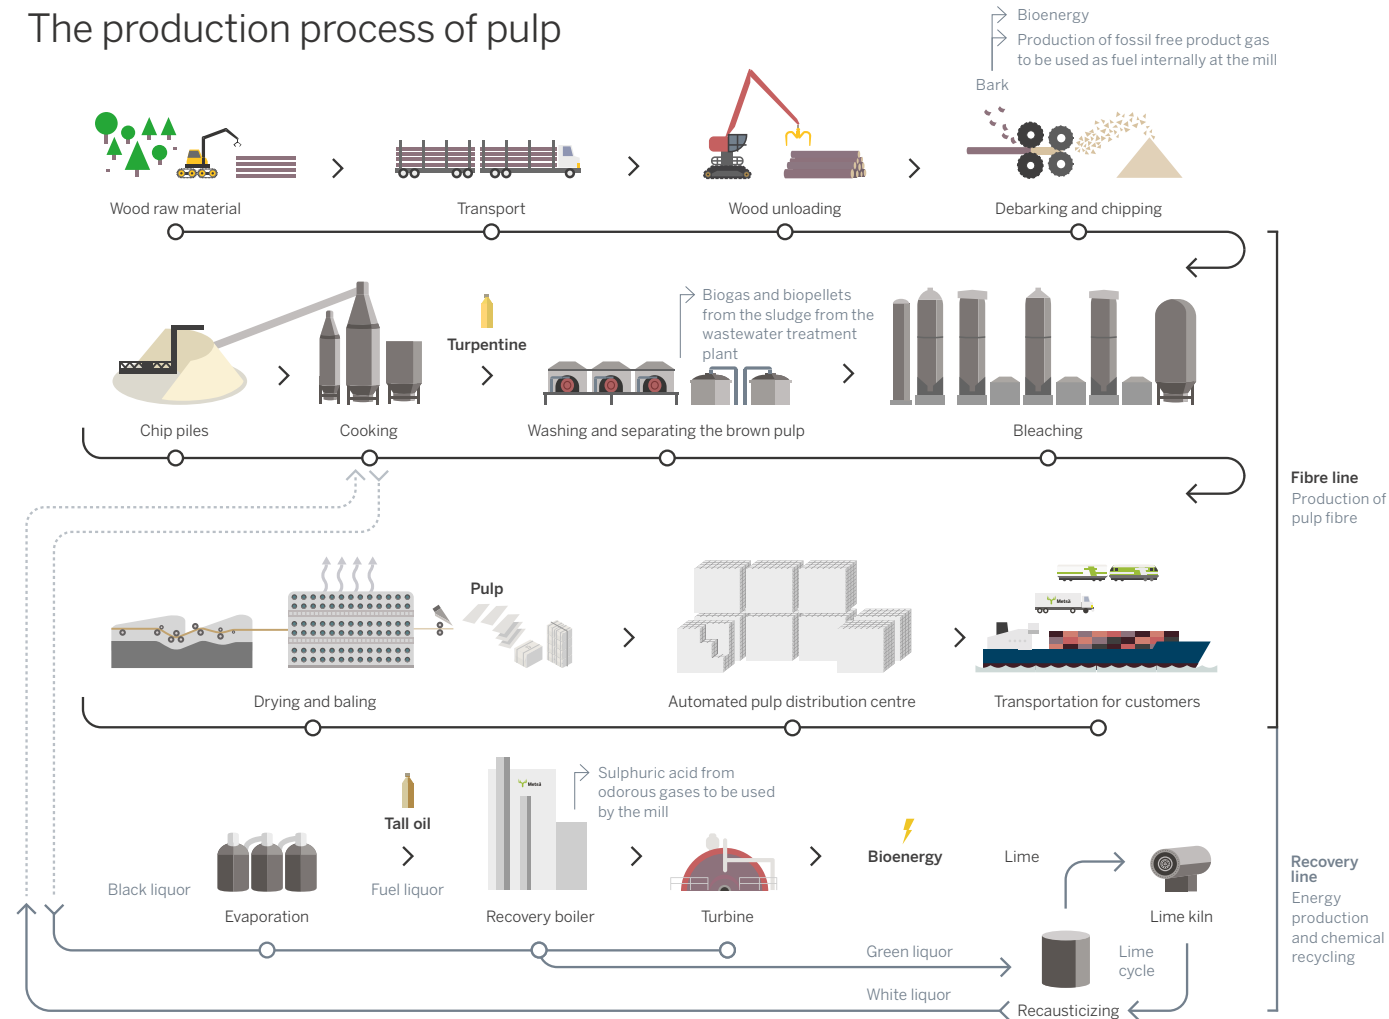 The production process of pulp
Bioenergy
Production of fossil free product gas
to be used as fuel internally at the mill
Bark
Wood raw material
Transport
Wood unloading
Debarking and chipping
Turpentine
Biogas and biopellets
from the sludge from the
wastewater treatment
plant
Chip piles
Cooking
Washing and separating the brown pulp
Bleaching
Fibre line
Production of
pulp fibre
Pulp
Metsä
Drying and baling
Automated pulp distribution centre
Transportation for customers
Tall oil
Metsä
Sulphuric acid from
odorous gases to be used
by the mill
Bioenergy
Lime
Black liquor
Fuel liquor
Evaporation
Recovery boiler
Turbine
Lime kiln
Recovery
line
Energy
production
and chemical
recycling
Green liquor
Lime
cycle
White liquor
Recausticizing